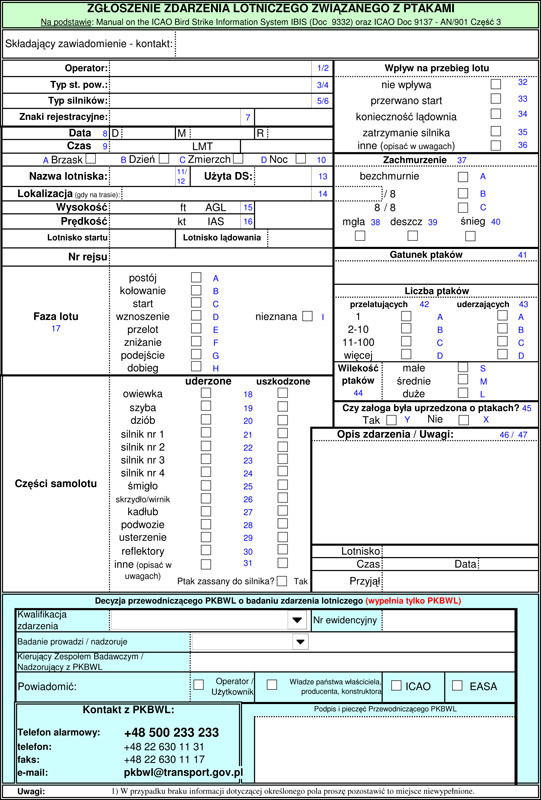 ZGŁOSZENIE ZDARZENIA LOTNICZEGO ZWIĄZANEGO Z PTAKAMI
Na podstawie: Manual on the ICAO Bird Strike Information System IBIS (Doc 9332) oraz ICAO Doc 9137 - AN/901 Część 3
Składający zawiadomienie - kontakt:
Operator: 1/2
Typ st. pow.: 3/4
Typ silników: 5/6
Znaki rejestracyjne: 7
Data 8 D M R
Czas 9 LMT
A Brzask B Dzień C Zmierzch D Noc 10
Nazwa lotniska: 11/12 Użyta DS: 13
Lokalizacja (gdy na trasie): 14
Wysokość ft AGL 15
Prędkość kt IAS 16
Lotnisko startu Lotnisko lądowania
Nr rejsu
Wpływ na przebieg lotu
nie wpływa 32
przerwano start 33
konieczność lądowania 34
zatrzymanie silnika 35
inne (opisać w uwagach) 36
Zachmurzenie 37
bezchmurnie A
/ 8 B
8 / 8 C
mgła 38 deszcz 39 śnieg 40
Gatunek ptaków 41
Liczba ptaków
przelatujących 42 uderzających 43
1 A A
2-10 B B
11-100 C C
więcej D D
Wilekość ptaków 44
małe S
średnie M
duże L
Czy załoga była uprzedzona o ptakach? 45
Tak Y Nie X
Faza lotu
17
postój A
kołowanie B
start C
wznoszenie D nieznana I
przelot E
zniżanie F
podejście G
dobieg H
Części samolotu
uderzone uszkodzone
owiewka 18
szyba 19
dziób 20
silnik nr 1 21
silnik nr 2 22
silnik nr 3 23
silnik nr 4 24
śmigło 25
skrzydło/wirnik 26
kadłub 27
podwozie 28
usterzenie 29
reflektory 30
inne (opisać w uwagach) 31
Ptak zassany do silnika? Tak
Opis zdarzenia / Uwagi: 46 / 47
Lotnisko
Czas Data
Przyjął
Decyzja przewodniczącego PKBWL o badaniu zdarzenia lotniczego (wypełnia tylko PKBWL)
Kwalifikacja zdarzenia
Nr ewidencyjny
Badanie prowadzi / nadzoruje
Kierujący Zespołem Badawczym / Nadzorujący z PKBWL
Powiadomić: Operator / Użytkownik Władze państwa właściciela, producenta, konstruktora ICAO EASA
Kontakt z PKBWL:
Telefon alarmowy: +48 500 233 233
telefon: +48 22 630 11 31
faks: +48 22 630 11 17
e-mail: pkbwl@transport.gov.pl
Podpis i pieczęć Przewodniczącego PKBWL
Uwagi: 1) W przypadku braku informacji dotyczącej określonego pola proszę pozostawić to miejsce niewypełnione.